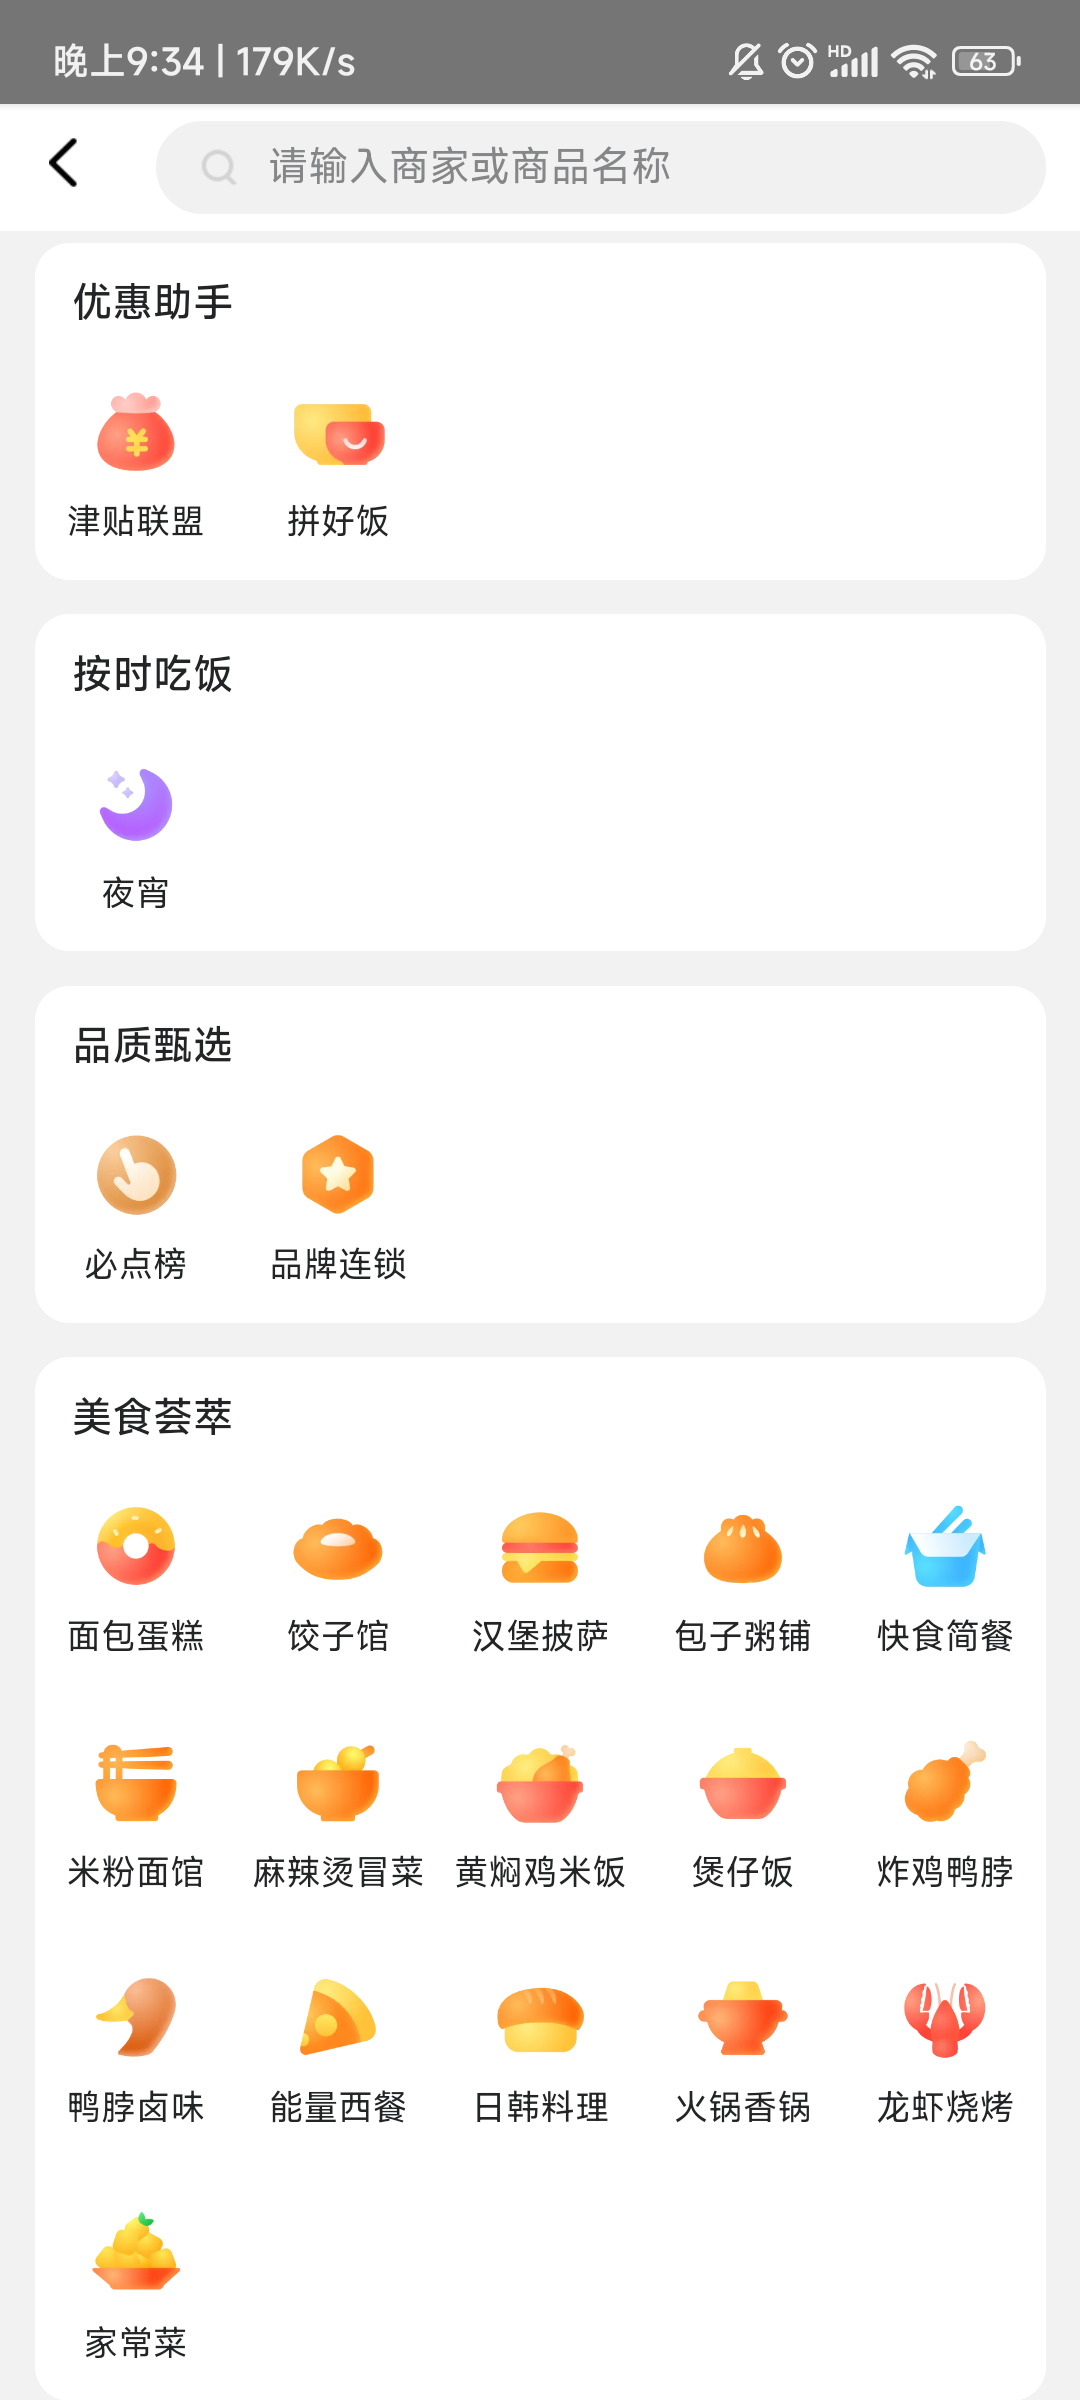 晚上9:34 | 179K/s
HD
63
请输入商家或商品名称
优惠助手
津贴联盟 拼好饭
按时吃饭
夜宵
品质甄选
必点榜 品牌连锁
美食荟萃
面包蛋糕 饺子馆 汉堡披萨 包子粥铺 快食简餐
米粉面馆 麻辣烫冒菜 黄焖鸡米饭 煲仔饭 炸鸡鸭脖
鸭脖卤味 能量西餐 日韩料理 火锅香锅 龙虾烧烤
家常菜